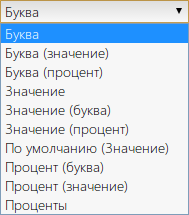 Буква
Буква
Буква (значение)
Буква (процент)
Значение
Значение (буква)
Значение (процент)
По умолчанию (Значение)
Процент (буква)
Процент (значение)
Проценты